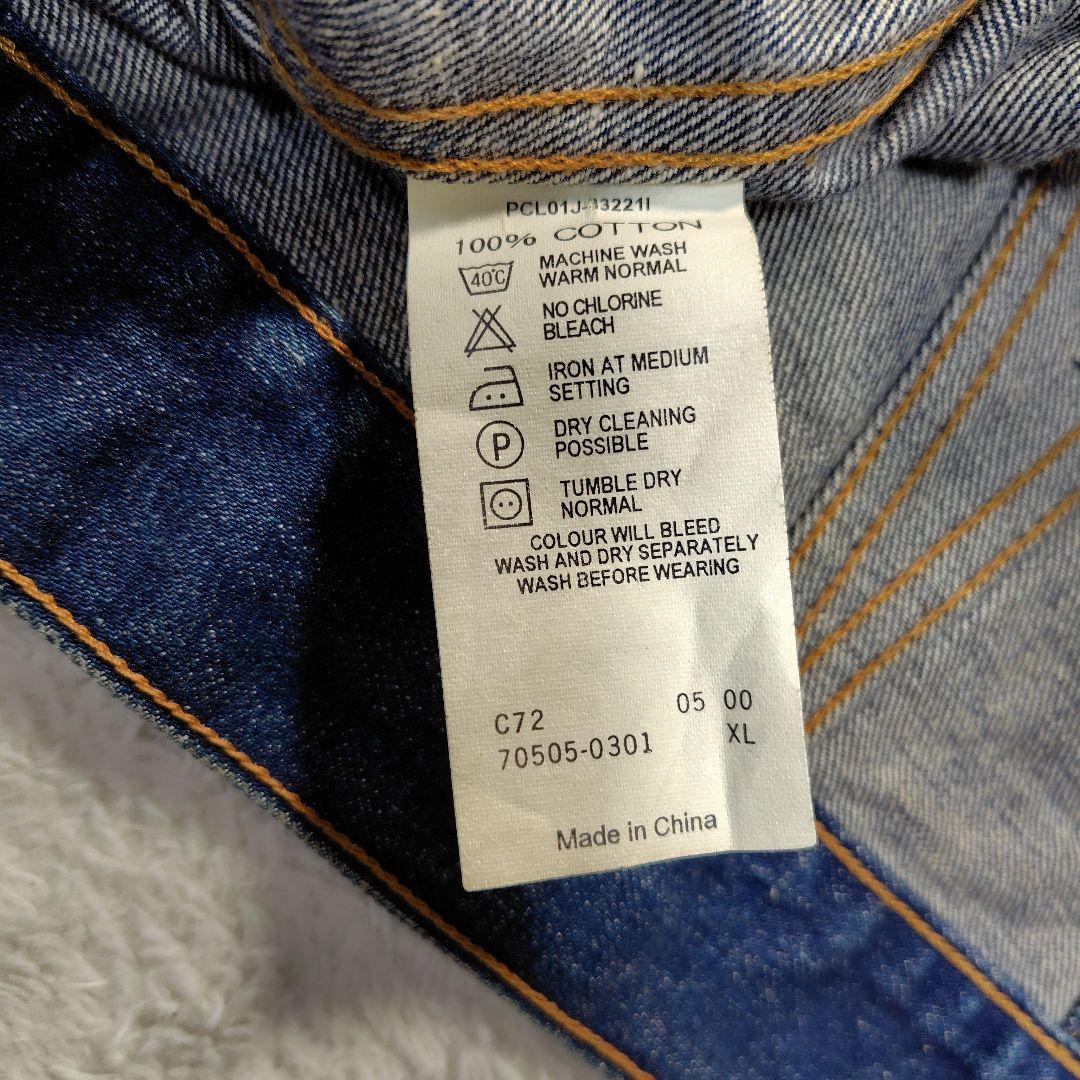 PCL01J-33221I
100% COTTON
40°C MACHINE WASH
WARM NORMAL
NO CHLORINE
BLEACH
IRON AT MEDIUM
SETTING
P DRY CLEANING
POSSIBLE
TUMBLE DRY
NORMAL
COLOUR WILL BLEED
WASH AND DRY SEPARATELY
WASH BEFORE WEARING
C72 05 00
70505-0301 XL
Made in China